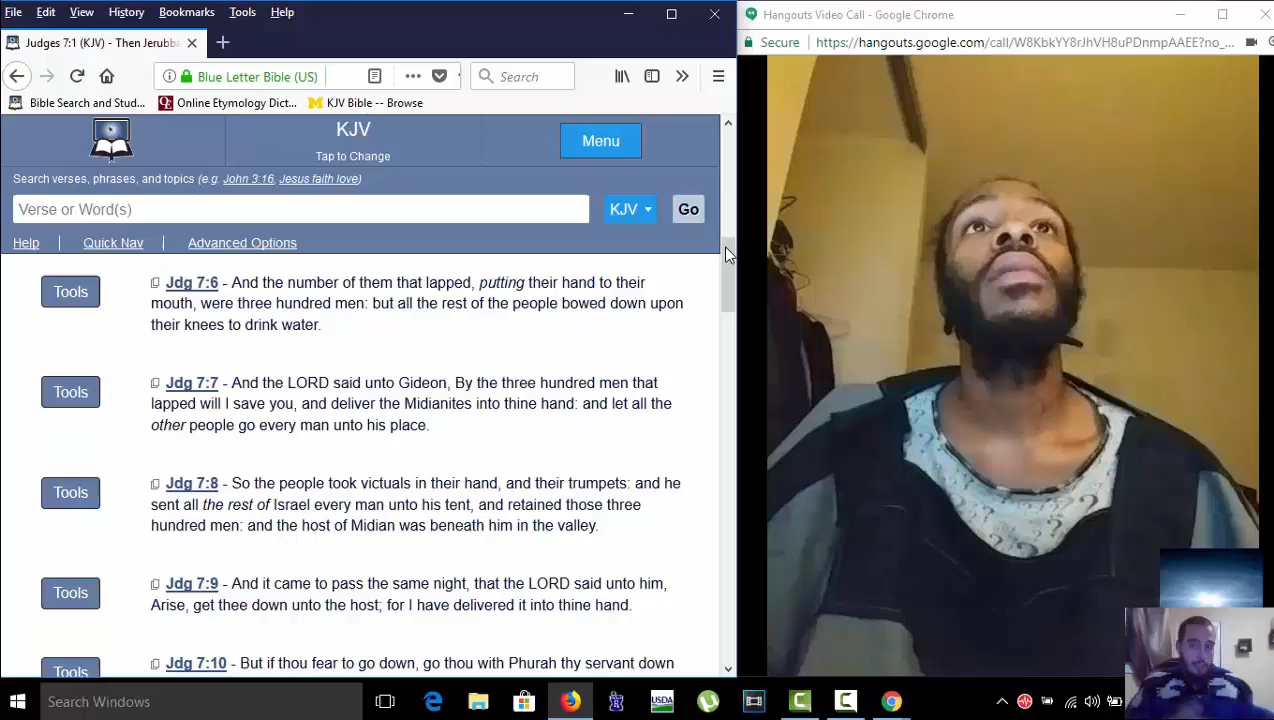 File Edit View History Bookmarks Tools Help
Judges 7:1 (KJV) - Then Jerubba
Blue Letter Bible (US)
Search
Bible Search and Stud...
Online Etymology Dict...
KJV Bible -- Browse
KJV
Tap to Change
Menu
Search verses, phrases, and topics (e.g. John 3:16, Jesus faith love)
Verse or Word(s)
KJV
Go
Help | Quick Nav | Advanced Options
Tools
Jdg 7:6 - And the number of them that lapped, putting their hand to their
mouth, were three hundred men: but all the rest of the people bowed down upon
their knees to drink water.
Tools
Jdg 7:7 - And the LORD said unto Gideon, By the three hundred men that
lapped will I save you, and deliver the Midianites into thine hand: and let all the
other people go every man unto his place.
Tools
Jdg 7:8 - So the people took victuals in their hand, and their trumpets: and he
sent all the rest of Israel every man unto his tent, and retained those three
hundred men: and the host of Midian was beneath him in the valley.
Tools
Jdg 7:9 - And it came to pass the same night, that the LORD said unto him,
Arise, get thee down unto the host; for I have delivered it into thine hand.
Tools
Jdg 7:10 - But if thou fear to go down, go thou with Phurah thy servant down
Hangouts Video Call - Google Chrome
Secure
https://hangouts.google.com/call/W8KbkYY8rJhVH8uPDnmpAAEE?no_...
Search Windows
USDA